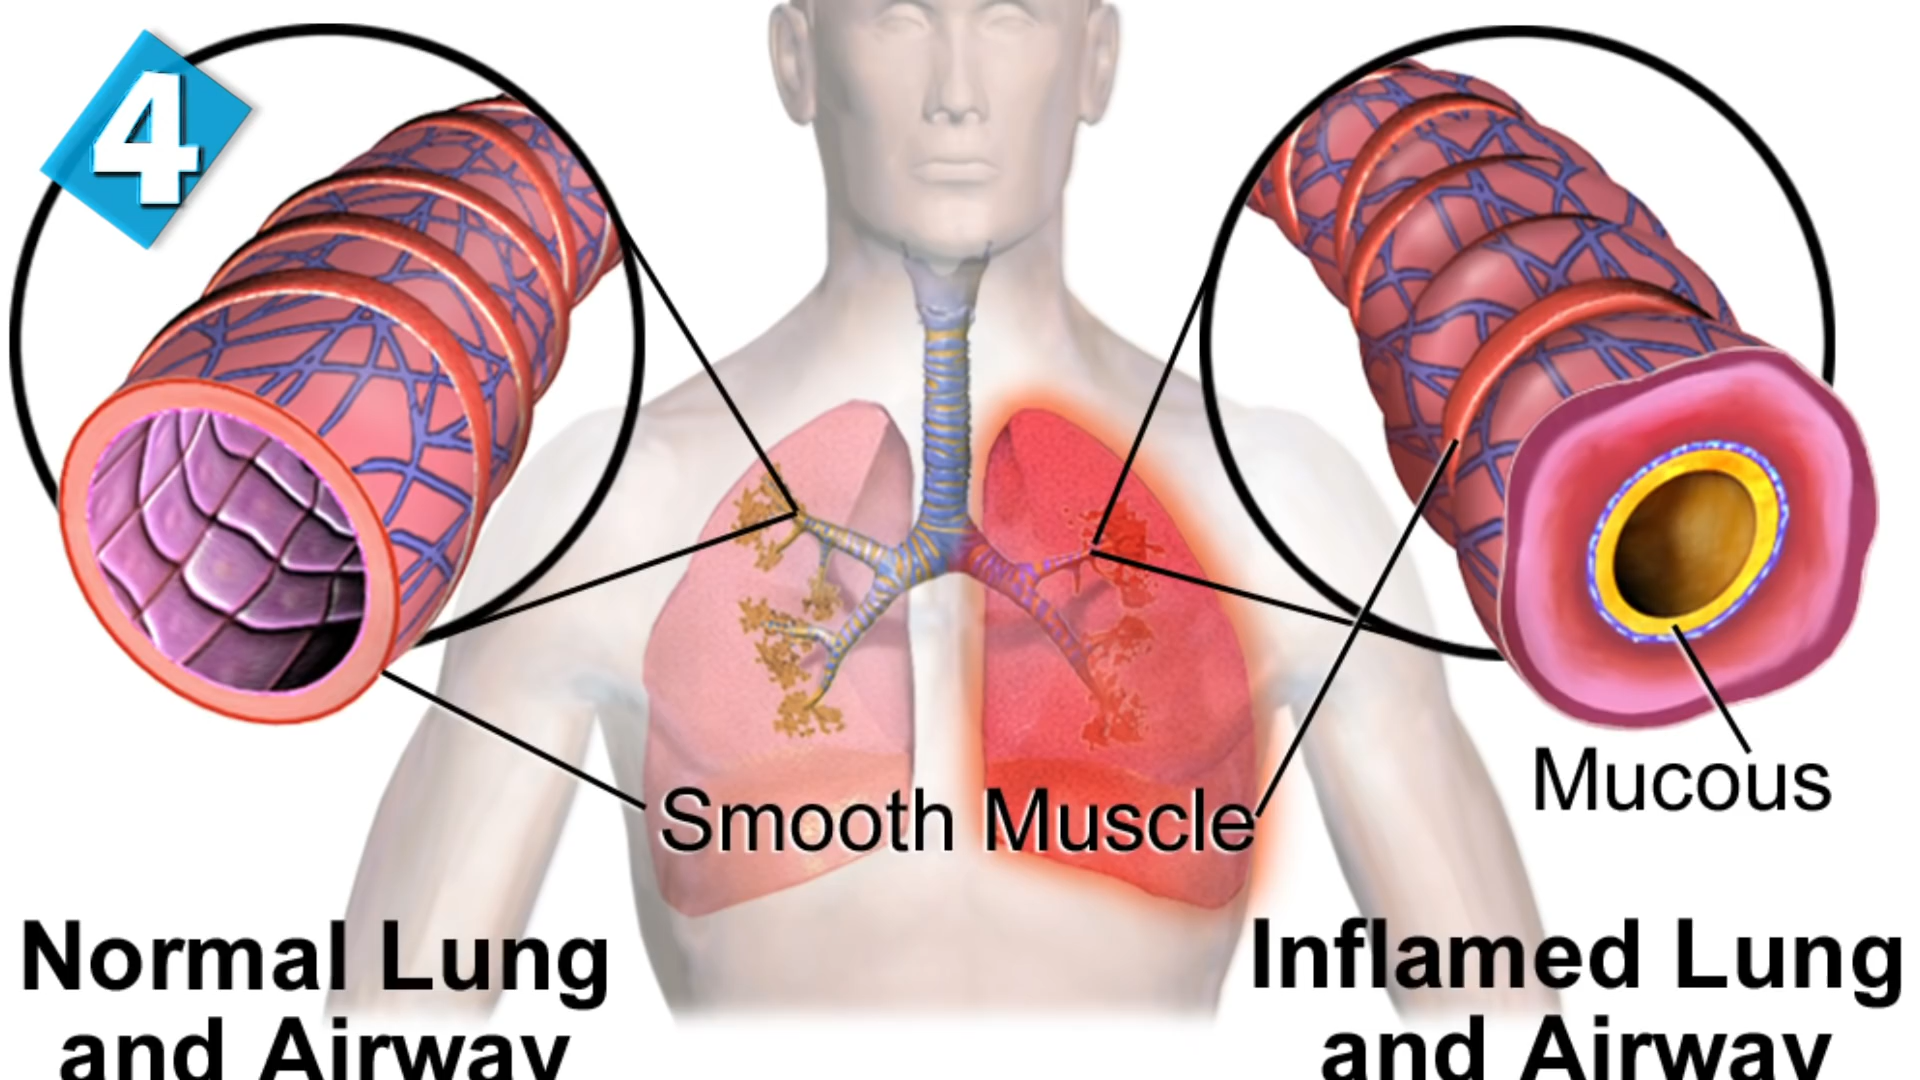 4
Smooth Muscle
Mucous
Normal Lung
and Airway
Inflamed Lung
and Airway